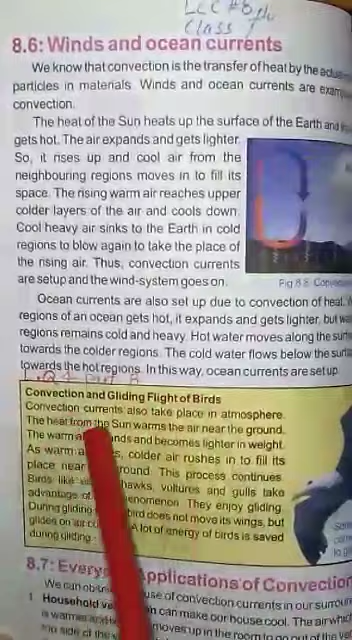 Class 7
8.6: Winds and ocean currents
We know that convection is the transfer of heat by the actual
particles in materials. Winds and ocean currents are
convection.
The heat of the Sun heats up the surface of the Earth and
gets hot. The air expands and gets lighter.
So, it rises up and cool air from the
neighbouring regions moves in to fill its
space. The rising warm air reaches upper
colder layers of the air and cools down.
Cool heavy air sinks to the Earth in cold
regions to blow again to take the place of
the rising air. Thus, convection currents
are setup and the wind-system goes on.
Fig 8.8
Ocean currents are also set up due to convection of heat.
regions of an ocean gets hot, it expands and gets lighter, but
regions remains cold and heavy. Hot water moves along the
towards the colder regions. The cold water flows below the
towards the hot regions. In this way, ocean currents are set up.
Convection and Gliding Flight of Birds
Convection currents also take place in atmosphere.
The heat from the Sun warms the air near the ground.
The warm and becomes lighter in weight.
As warm colder air rushes in to fill its
place near ground. This process continues.
Birds like hawks, vultures and gulls take
advantage of They enjoy gliding.
During gliding bird does not move its wings, but
glides on air A lot of energy of birds is saved
during gliding
8.7: Applications of Convection
We can use of convection currents in our
1 Household can make our house cool. The air
is warmer and moves up in the room to go out of the